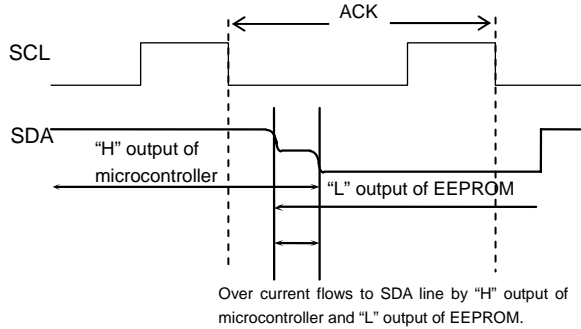 ACK
SCL
SDA
“H” output of
microcontroller
“L” output of EEPROM
Over current flows to SDA line by “H” output of
microcontroller and “L” output of EEPROM.